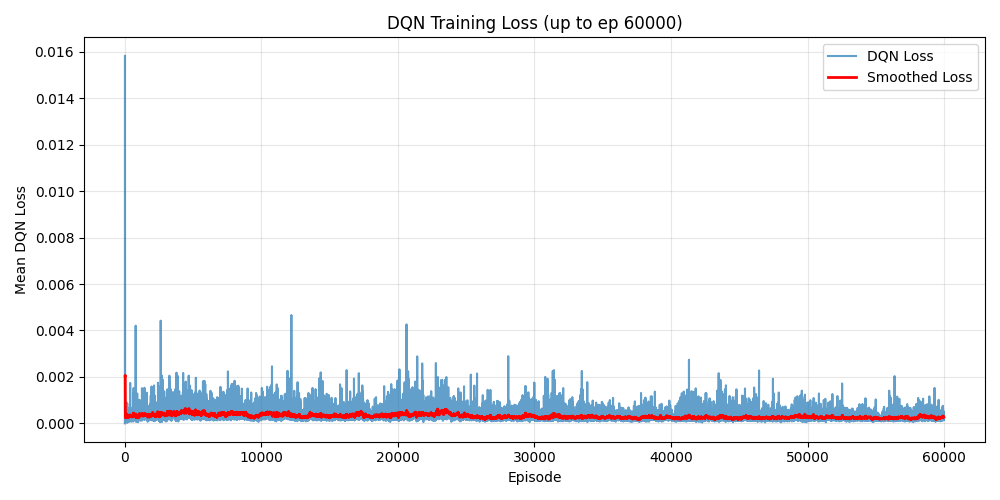 DQN Training Loss (up to ep 60000)
DQN Loss
Smoothed Loss
Mean DQN Loss
0.016
0.014
0.012
0.010
0.008
0.006
0.004
0.002
0.000
0 10000 20000 30000 40000 50000 60000
Episode